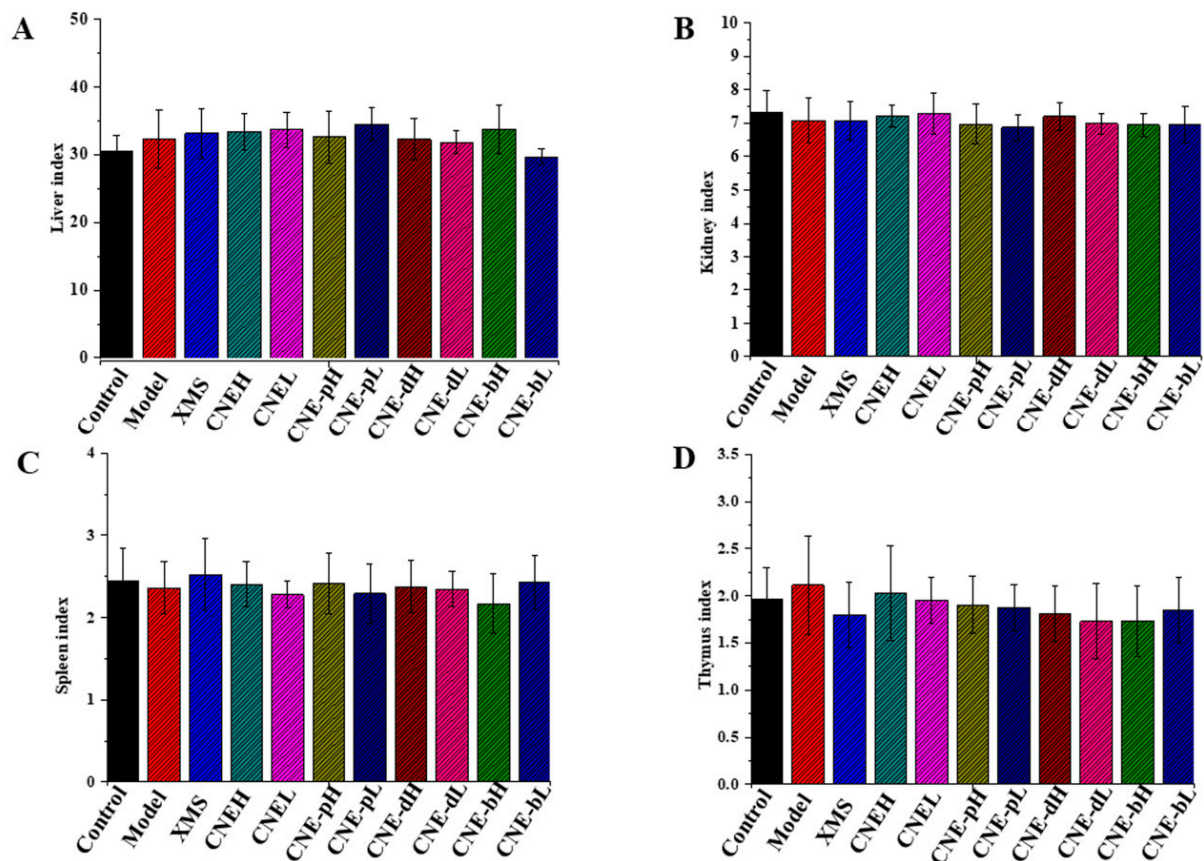 A
50
40
30
20
10
0
Liver index
Control
Model
XMS
CNEH
CNEL
CNE-pH
CNE-pL
CNE-dH
CNE-dL
CNE-bH
CNE-bL
B
10
9
8
7
6
5
4
3
2
1
0
Kidney index
Control
Model
XMS
CNEH
CNEL
CNE-pH
CNE-pL
CNE-dH
CNE-dL
CNE-bH
CNE-bL
C
4
3
2
1
0
Spleen index
Control
Model
XMS
CNEH
CNEL
CNE-pH
CNE-pL
CNE-dH
CNE-dL
CNE-bH
CNE-bL
D
3.5
3.0
2.5
2.0
1.5
1.0
0.5
0.0
Thymus index
Control
Model
XMS
CNEH
CNEL
CNE-pH
CNE-pL
CNE-dH
CNE-dL
CNE-bH
CNE-bL